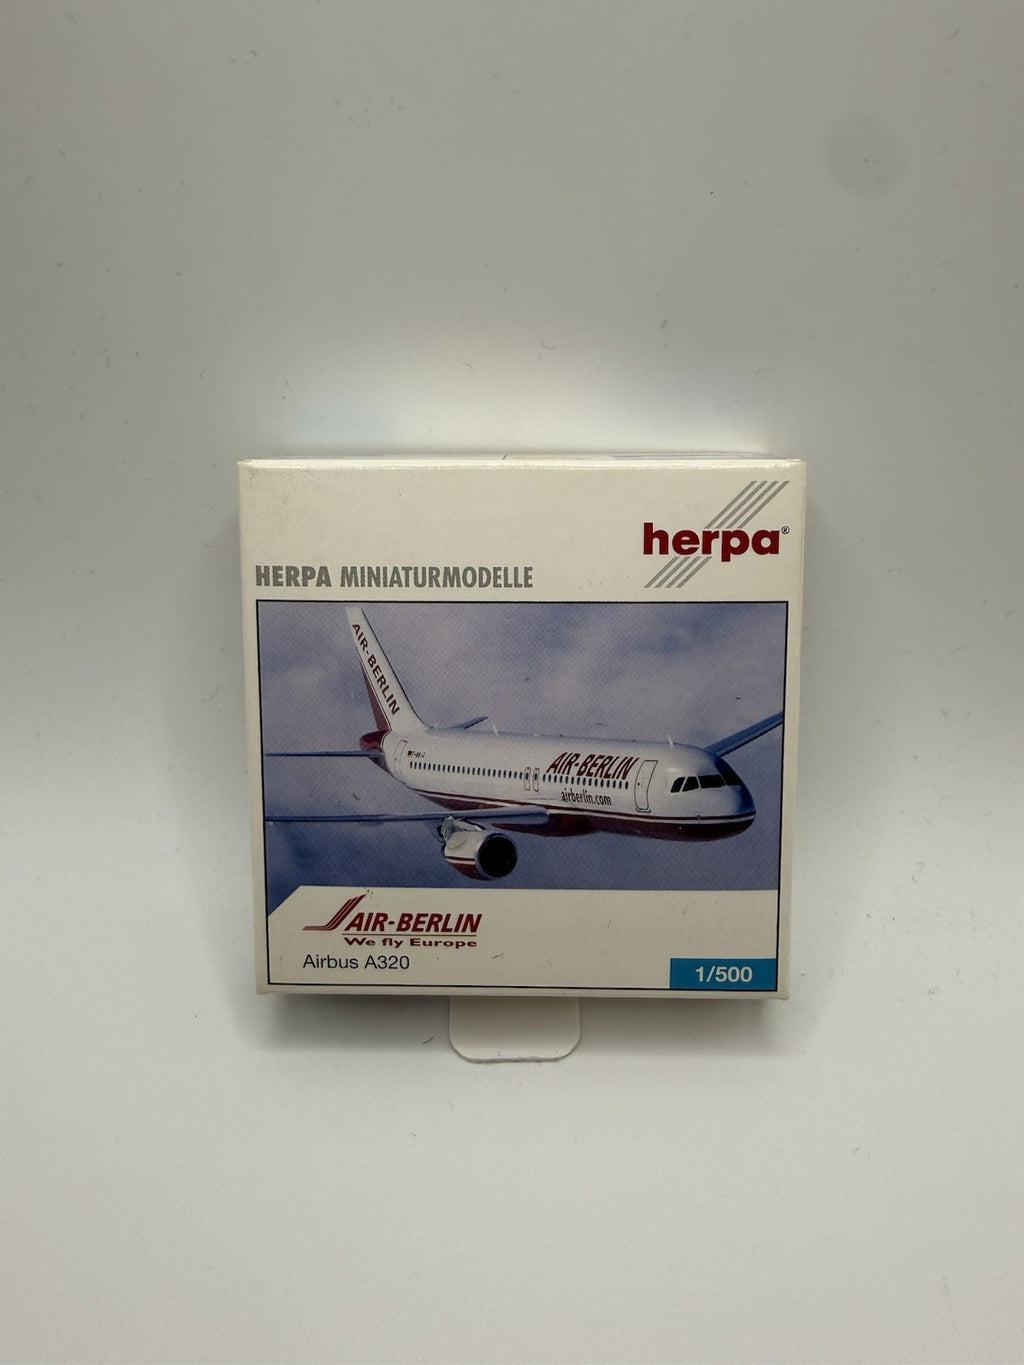 herpa®
HERPA MINIATURMODELLE
AIR-BERLIN
AIR-BERLIN
airberlin.com
AIR-BERLIN
We fly Europe
Airbus A320
1/500